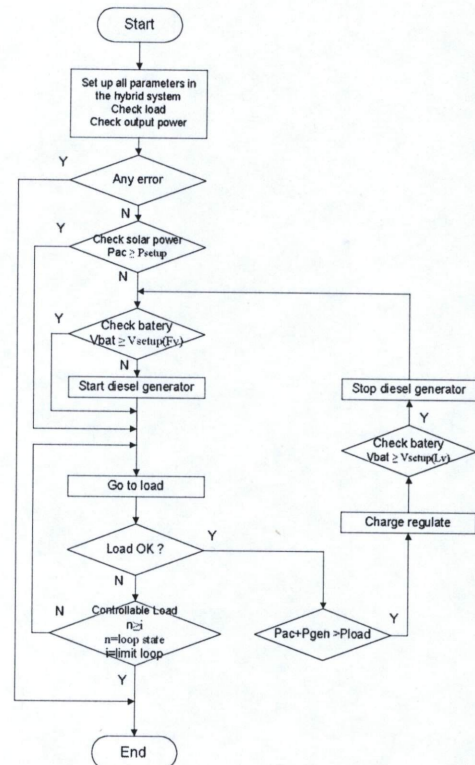 Start
Set up all parameters in
the hybrid system
Check load
Check output power
Y
Any error
N
Y
Check solar power
Pac ≥ Psetup
N
Y
Check batery
Vbat ≥ Vsetup(Fv)
N
Start diesel generator
Stop diesel generator
Y
Check batery
Vbat ≥ Vsetup(Lv)
Go to load
Charge regulate
Load OK ?
Y
N
N
Controllable Load
n≥i
n=loop state
i=limit loop
Y
Pac+Pgen >Pload
Y
End